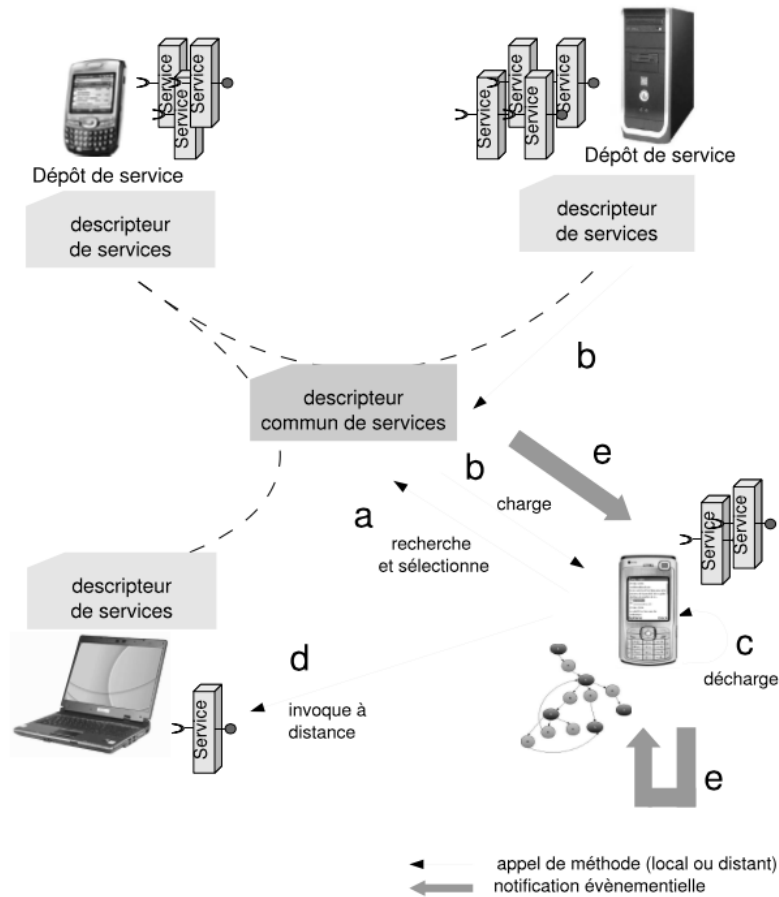 Service
Service
Service
Service
Service
Service
Service
Dépôt de service
Dépôt de service
descripteur
de services
descripteur
de services
b
descripteur
commun de services
e
b
charge
a
recherche
et sélectionne
Service
Service
descripteur
de services
c
décharge
d
invoque à
distance
Service
e
appel de méthode (local ou distant)
notification évènementielle